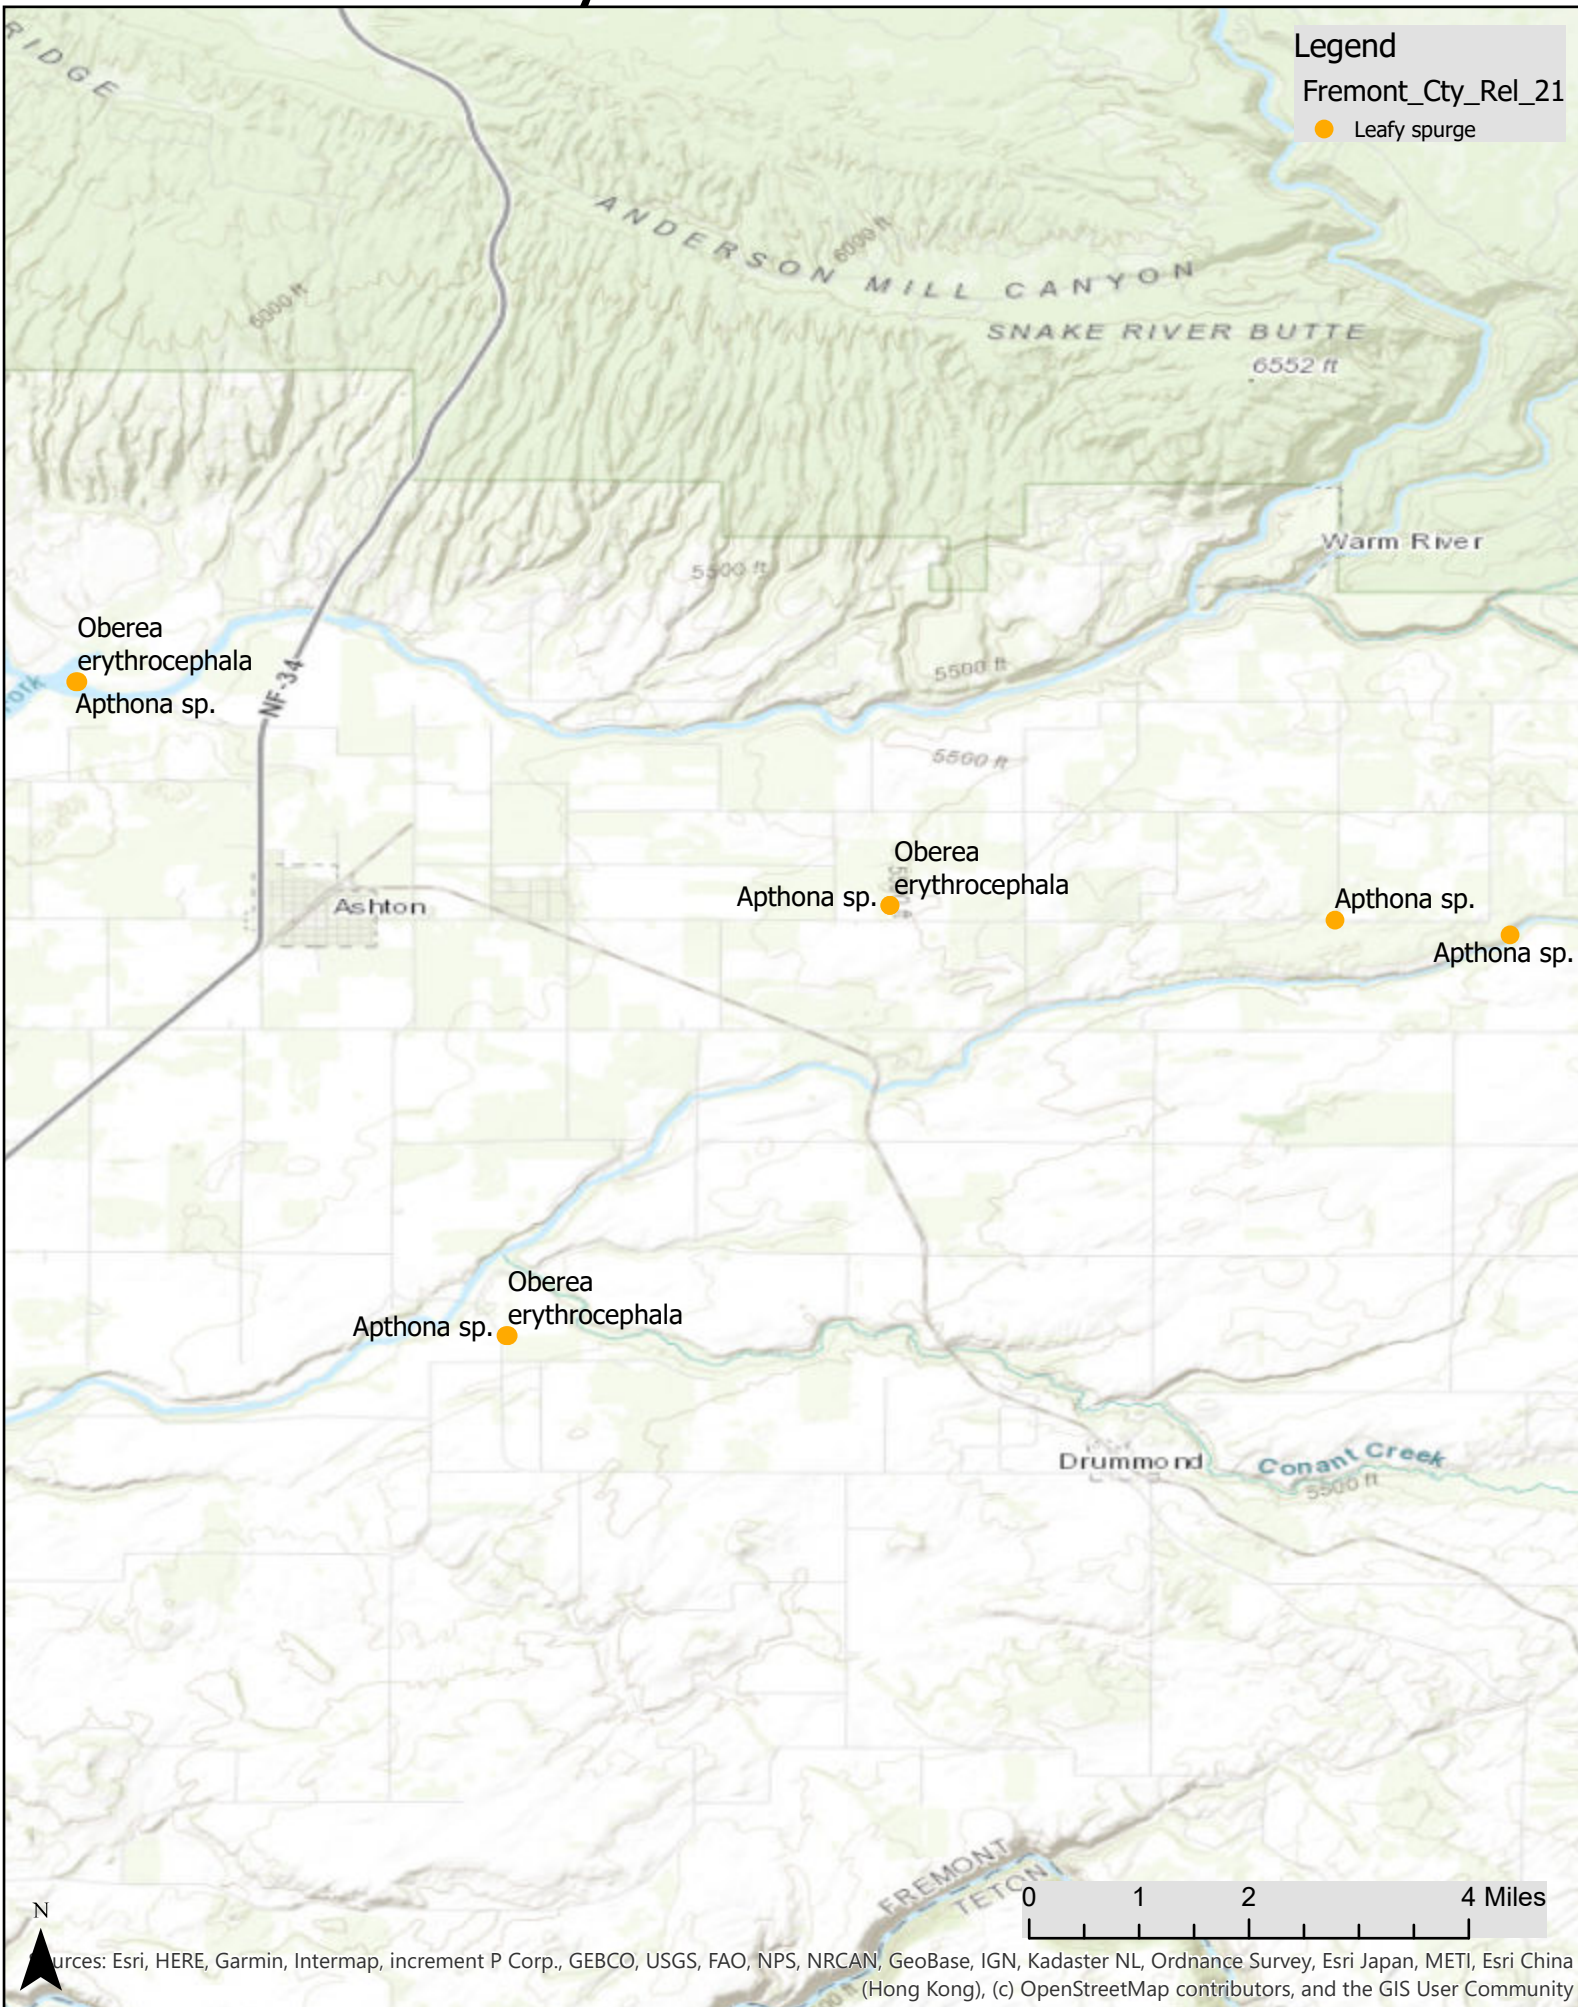 Legend
Fremont_Cty_Rel_21
Leafy spurge
RIDGE
ANDERSON MILL CANYON
6000 ft
6000 ft
SNAKE RIVER BUTTE
6552 ft
Warm River
5500 ft
Oberea
erythrocephala
Apthona sp.
NF-34
5500 ft
5500 ft
Oberea
erythrocephala
Apthona sp.
Ashton
Apthona sp.
Apthona sp.
Oberea
erythrocephala
Apthona sp.
Drummond
Conant Creek
5500 ft
FREMONT
TETON
0 1 2 4 Miles
N
urces: Esri, HERE, Garmin, Intermap, increment P Corp., GEBCO, USGS, FAO, NPS, NRCAN, GeoBase, IGN, Kadaster NL, Ordnance Survey, Esri Japan, METI, Esri China
(Hong Kong), (c) OpenStreetMap contributors, and the GIS User Community